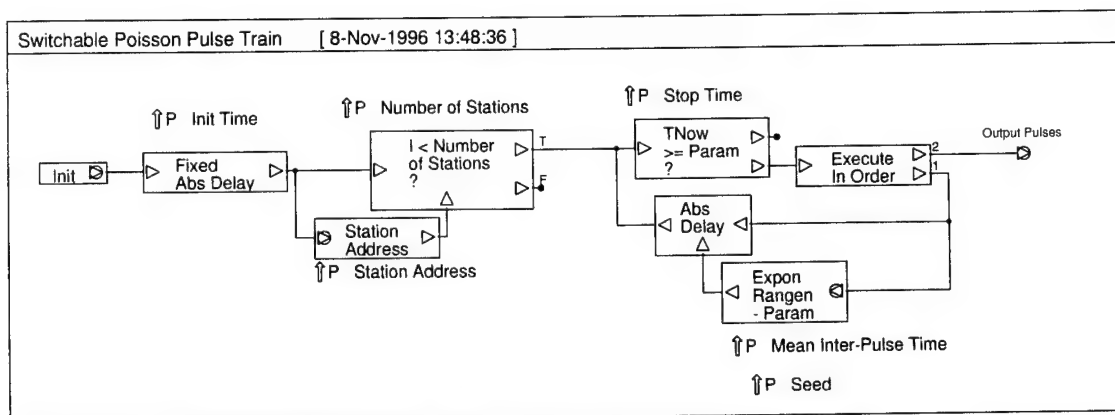 Switchable Poisson Pulse Train [ 8-Nov-1996 13:48:36 ]
⇧P Init Time
⇧P Number of Stations
⇧P Stop Time
Init
Fixed
Abs Delay
I < Number
of Stations
?
T
F
TNow
>= Param
?
Execute
In Order
2
1
Output Pulses
Station
Address
⇧P Station Address
Abs
Delay
Expon
Rangen
- Param
⇧P Mean Inter-Pulse Time
⇧P Seed